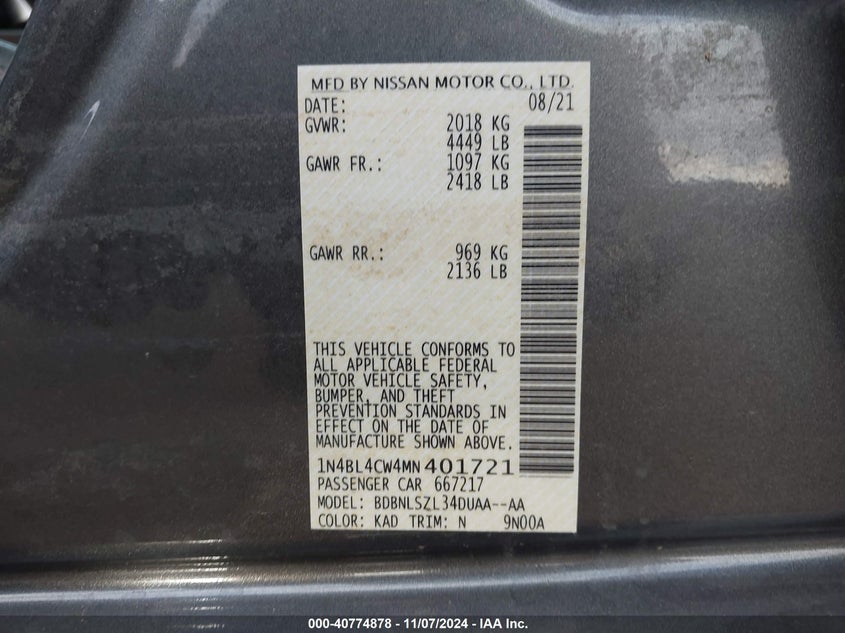 MFD BY NISSAN MOTOR CO., LTD.
DATE: 08/21
GVWR: 2018 KG
4449 LB
GAWR FR.: 1097 KG
2418 LB
GAWR RR.: 969 KG
2136 LB
THIS VEHICLE CONFORMS TO
ALL APPLICABLE FEDERAL
MOTOR VEHICLE SAFETY,
BUMPER, AND THEFT
PREVENTION STANDARDS IN
EFFECT ON THE DATE OF
MANUFACTURE SHOWN ABOVE.
1N4BL4CW4MN401721
PASSENGER CAR 667217
MODEL: BDBNLSZL34DUAA--AA
COLOR: KAD TRIM: N 9N00A
000-40774878 - 11/07/2024 - IAA Inc.